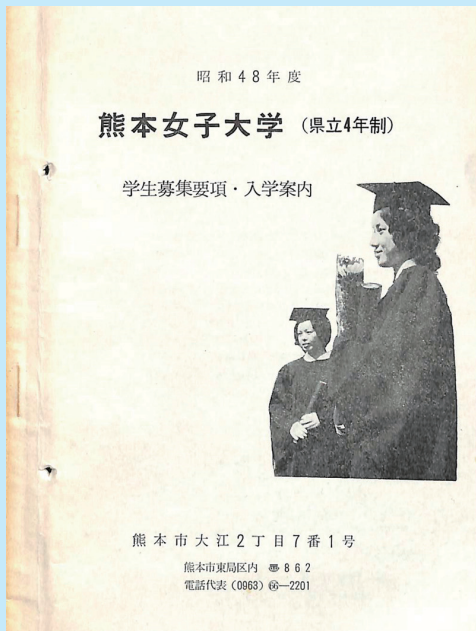 昭和48年度
熊本女子大学 (県立4年制)
学生募集要項・入学案内
熊本市大江2丁目7番1号
熊本市東局区内 〠862
電話代表(0963)66—2201